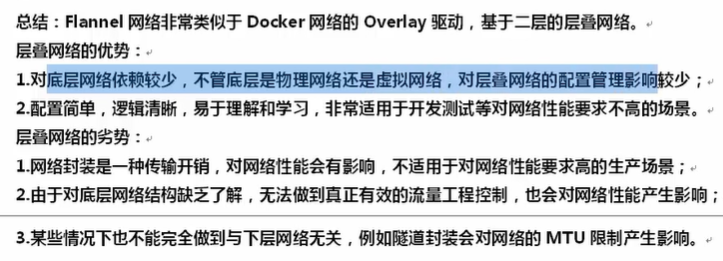 总结：Flannel 网络非常类似于 Docker 网络的 Overlay 驱动，基于二层的层叠网络。
层叠网络的优势：
1.对底层网络依赖较少，不管底层是物理网络还是虚拟网络，对层叠网络的配置管理影响较少；
2.配置简单，逻辑清晰，易于理解和学习，非常适用于开发测试等对网络性能要求不高的场景。
层叠网络的劣势：
1.网络封装是一种传输开销，对网络性能会有影响，不适用于对网络性能要求高的生产场景；
2.由于对底层网络结构缺乏了解，无法做到真正有效的流量工程控制，也会对网络性能产生影响；
3.某些情况下也不能完全做到与下层网络无关，例如隧道封装会对网络的 MTU 限制产生影响。